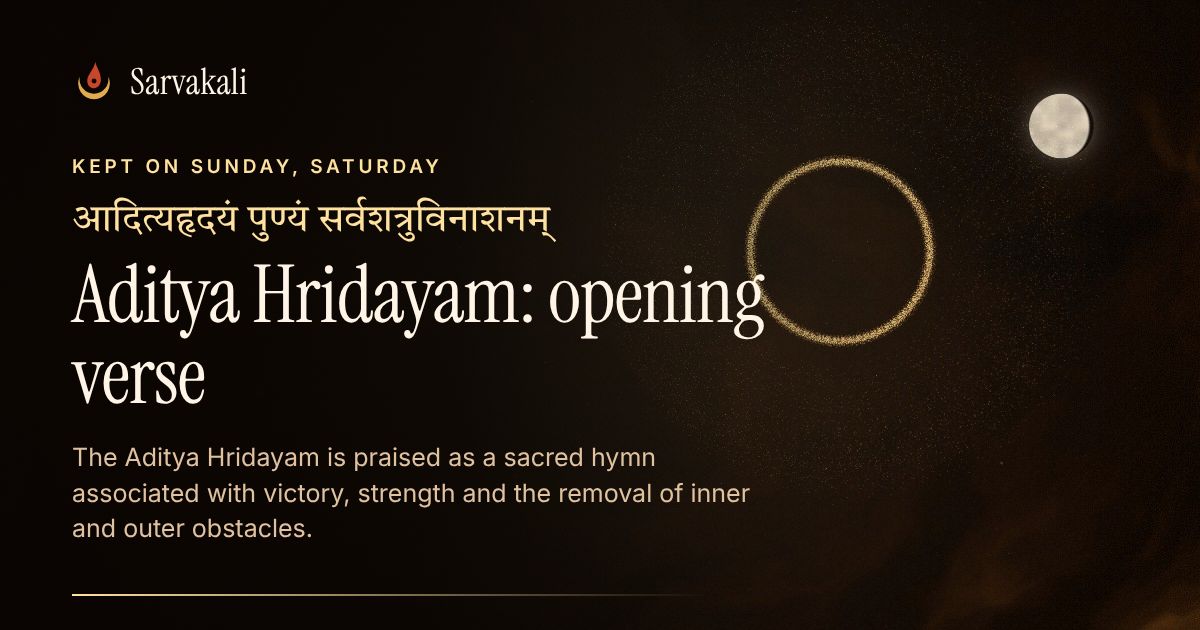 Sarvakali
KEPT ON SUNDAY, SATURDAY
आदित्यहृदयं पुण्यं सर्वशत्रुविनाशनम्
Aditya Hridayam: opening
verse
The Aditya Hridayam is praised as a sacred hymn
associated with victory, strength and the removal of inner
and outer obstacles.